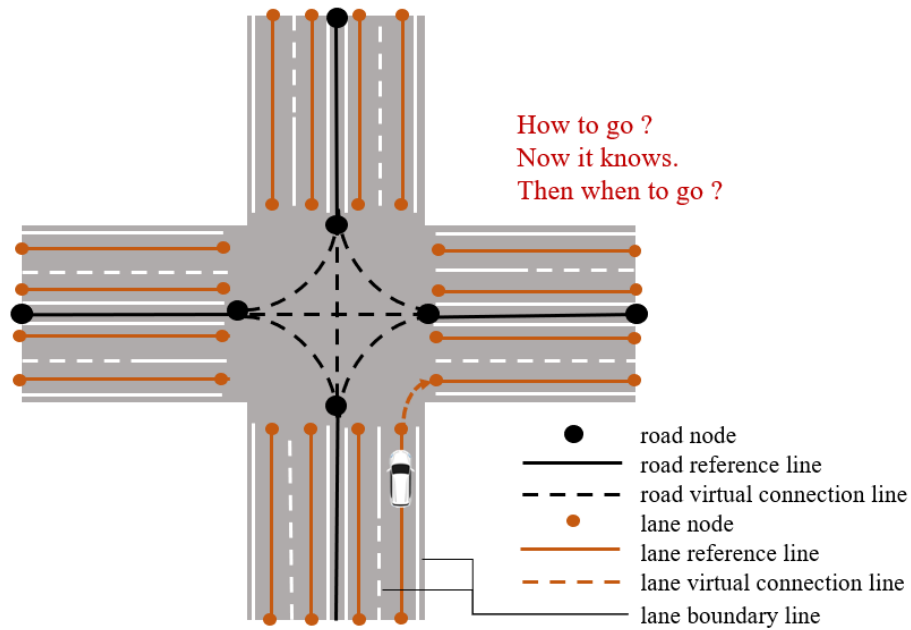 How to go ?
Now it knows.
Then when to go ?
road node
road reference line
road virtual connection line
lane node
lane reference line
lane virtual connection line
lane boundary line